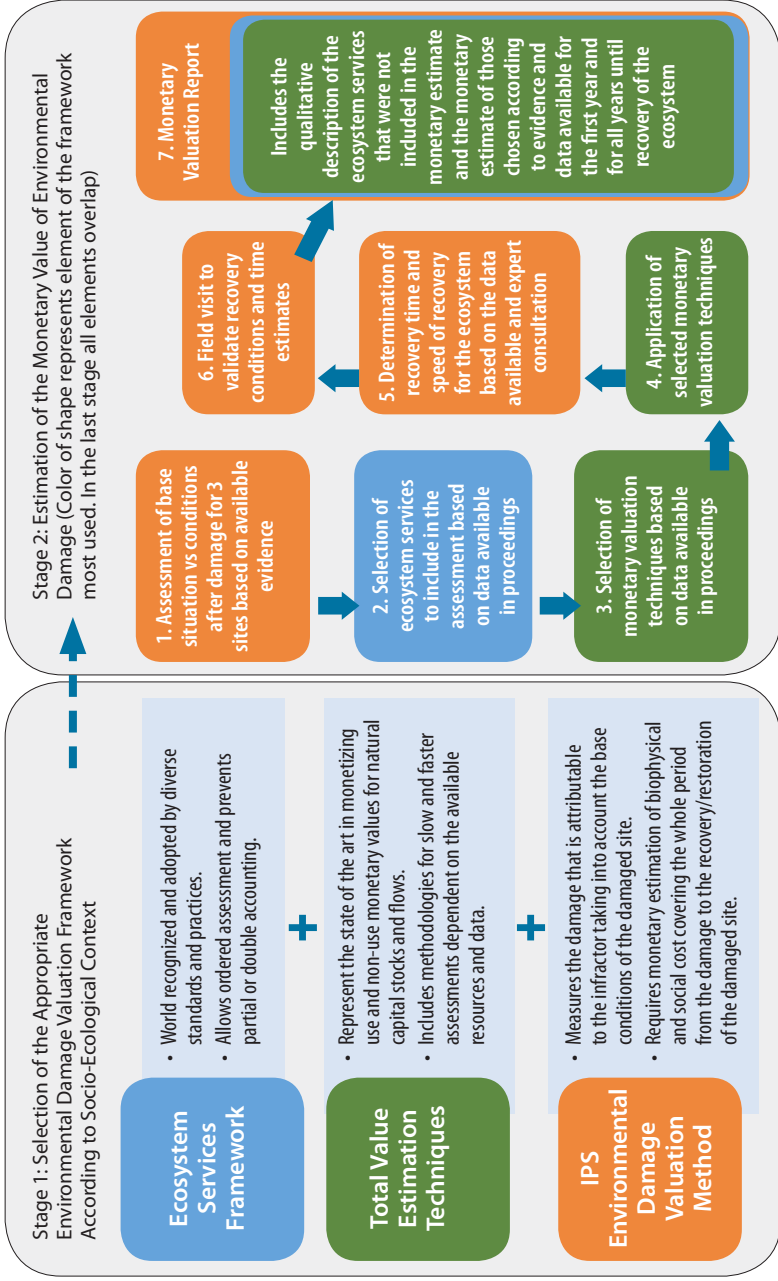 Stage 1: Selection of the Appropriate
Environmental Damage Valuation Framework
According to Socio-Ecological Context
Ecosystem
Services
Framework
• World recognized and adopted by diverse
standards and practices.
• Allows ordered assessment and prevents
partial or double accounting.
+
Total Value
Estimation
Techniques
• Represent the state of the art in monetizing
use and non-use monetary values for natural
capital stocks and flows.
• Includes methodologies for slow and faster
assessments dependent on the available
resources and data.
+
IPS
Environmental
Damage
Valuation
Method
• Measures the damage that is attributable
to the infractor taking into account the base
conditions of the damaged site.
• Requires monetary estimation of biophysical
and social cost covering the whole period
from the damage to the recovery/restoration
of the damaged site.
Stage 2: Estimation of the Monetary Value of Environmental
Damage (Color of shape represents element of the framework
most used. In the last stage all elements overlap)
1. Assessment of base
situation vs conditions
after damage for 3
sites based on available
evidence
2. Selection of
ecosystem services
to include in the
assessment based
on data available
in proceedings
3. Selection of
monetary valuation
techniques based
on data available
in proceedings
4. Application of
selected monetary
valuation techniques
5. Determination of
recovery time and
speed of recovery
for the ecosystem
based on the data
available and expert
consultation
6. Field visit to
validate recovery
conditions and time
estimates
7. Monetary
Valuation Report
Includes the
qualitative
description of the
ecosystem services
that were not
included in the
monetary estimate
and the monetary
estimate of those
chosen according
to evidence and
data available for
the first year and
for all years until
recovery of the
ecosystem